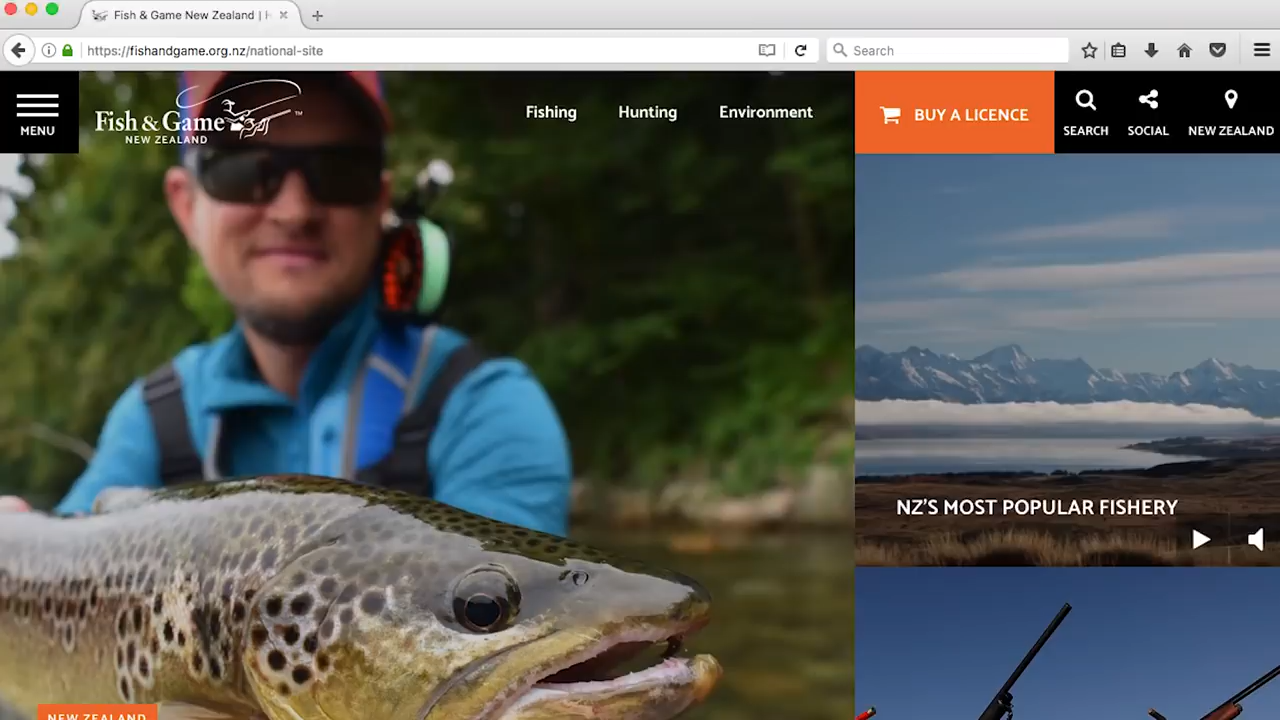 Fish & Game New Zealand |
https://fishandgame.org.nz/national-site
Search
MENU
Fish & Game™
NEW ZEALAND
Fishing
Hunting
Environment
BUY A LICENCE
SEARCH
SOCIAL
NEW ZEALAND
NZ'S MOST POPULAR FISHERY
NEW ZEALAND